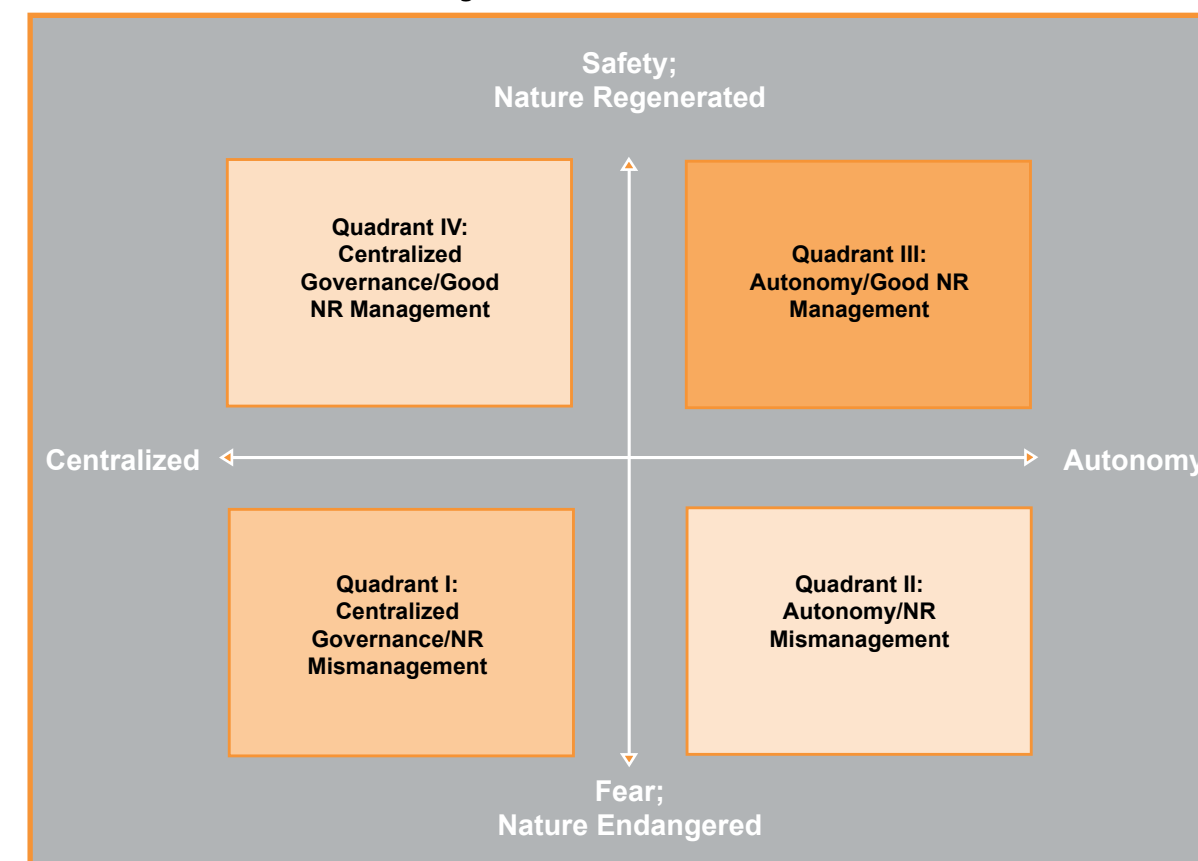 Safety;
Nature Regenerated
Quadrant IV:
Centralized
Governance/Good
NR Management
Quadrant III:
Autonomy/Good NR
Management
Centralized
Autonomy
Quadrant I:
Centralized
Governance/NR
Mismanagement
Quadrant II:
Autonomy/NR
Mismanagement
Fear;
Nature Endangered